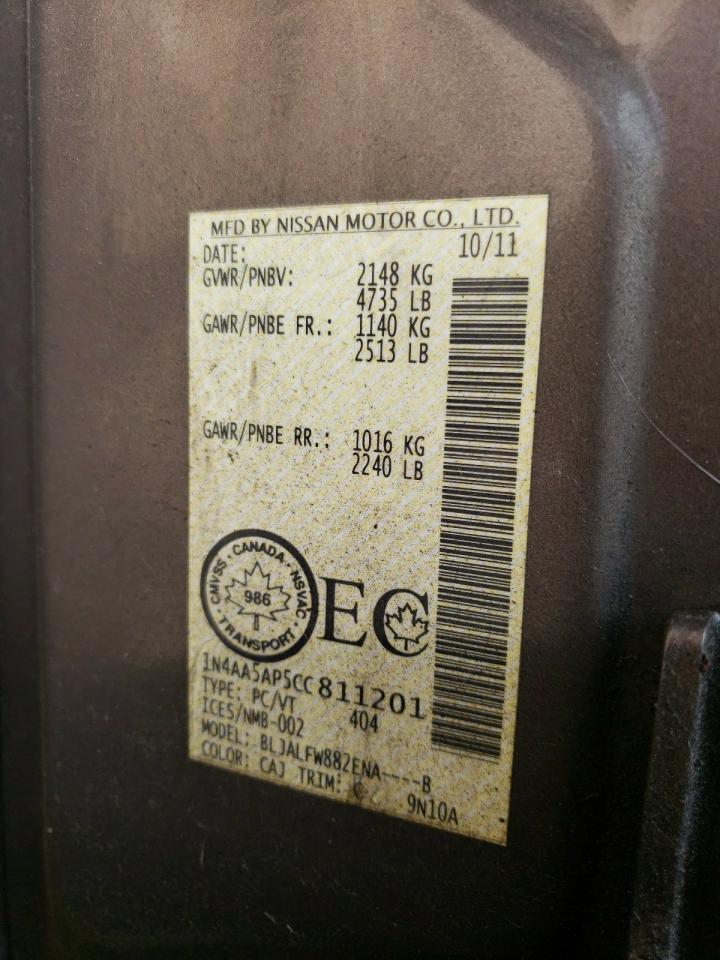 MFD BY NISSAN MOTOR CO., LTD.
DATE: 10/11
GVWR/PNBV: 2148 KG
4735 LB
GAWR/PNBE FR.: 1140 KG
2513 LB
GAWR/PNBE RR.: 1016 KG
2240 LB
CMVSS · CANADA · NSVAC · TRANSPORT
986
EC
1N4AA5AP5CC811201
TYPE: PC/VT 404
ICES/NMB-002
MODEL: BLJALFW882ENA----B
COLOR: CAJ TRIM: 9N10A